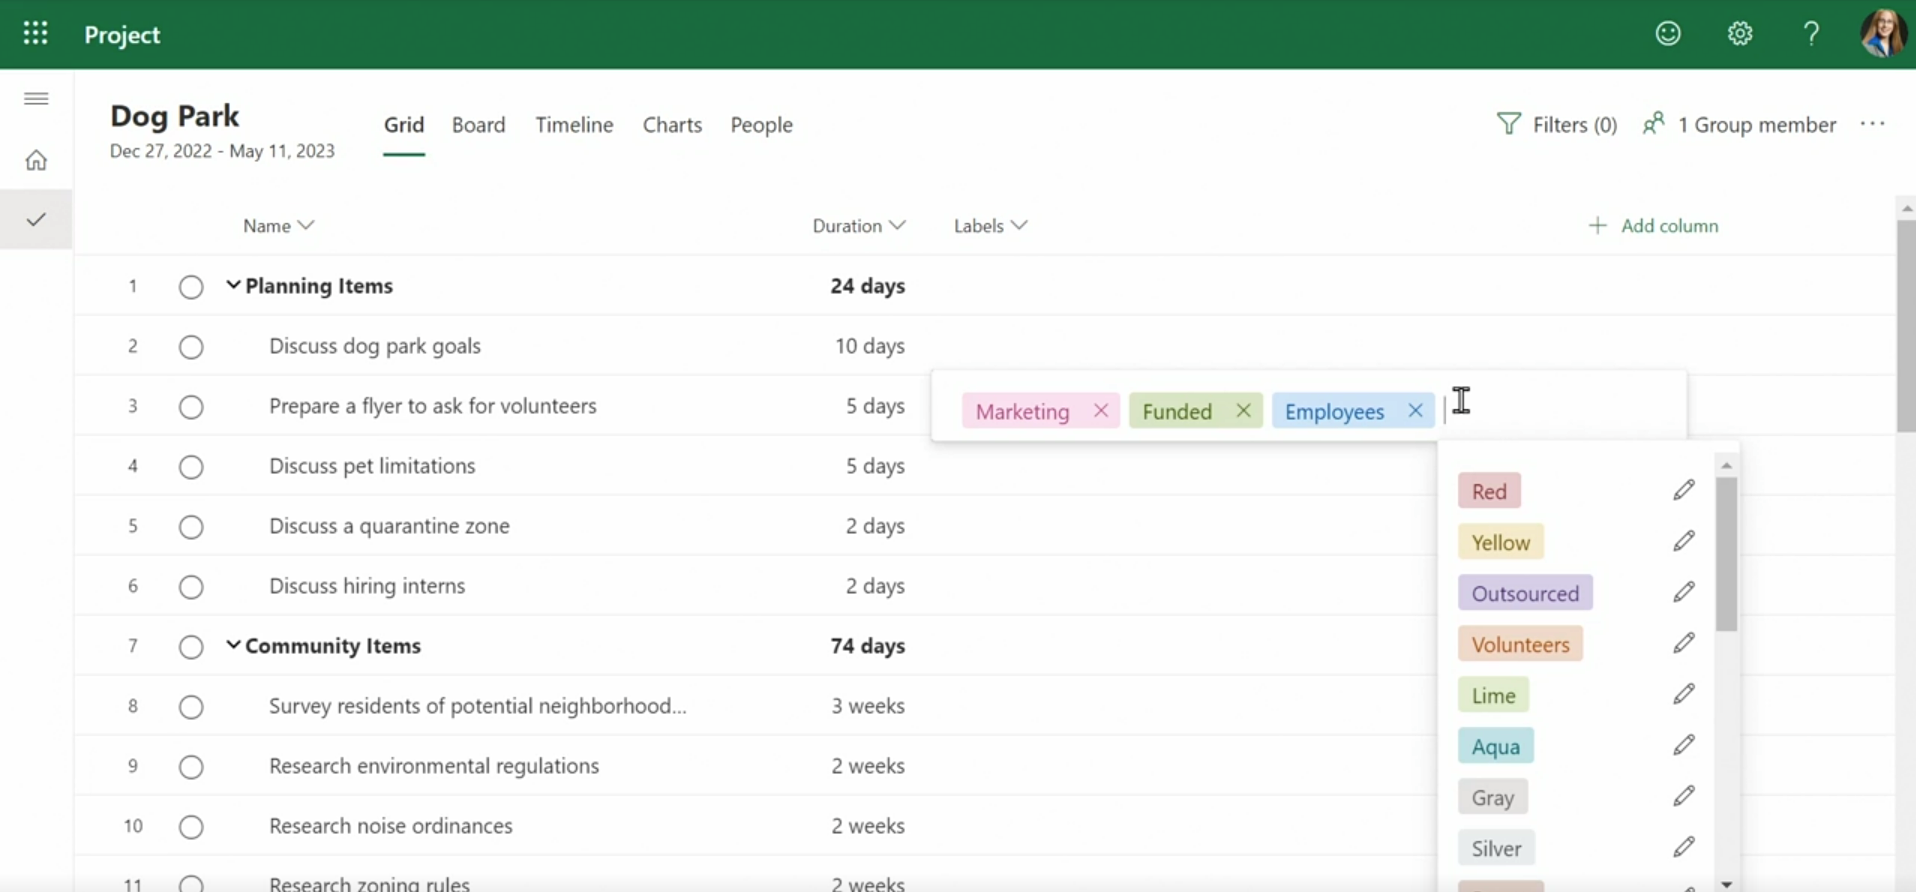 Project
?
Dog Park
Dec 27, 2022 - May 11, 2023
Grid Board Timeline Charts People
Filters (0) 1 Group member ...
Name Duration Labels + Add column
1 Planning Items 24 days
2 Discuss dog park goals 10 days
3 Prepare a flyer to ask for volunteers 5 days Marketing Funded Employees
4 Discuss pet limitations 5 days
Red
5 Discuss a quarantine zone 2 days
Yellow
6 Discuss hiring interns 2 days
Outsourced
7 Community Items 74 days
Volunteers
8 Survey residents of potential neighborhood... 3 weeks
Lime
9 Research environmental regulations 2 weeks
Aqua
Gray
10 Research noise ordinances 2 weeks
Silver
11 Research zoning rules 2 weeks